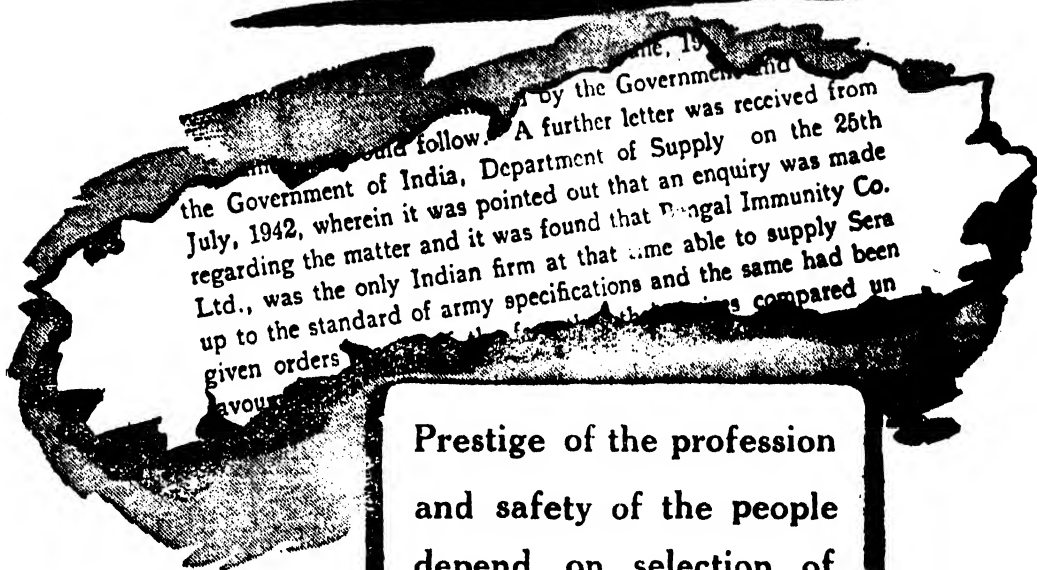 by the Government
follow. A further letter was received from
the Government of India, Department of Supply on the 25th
July, 1942, wherein it was pointed out that an enquiry was made
regarding the matter and it was found that Bengal Immunity Co.
Ltd., was the only Indian firm at that time able to supply Sera
up to the standard of army specifications and the same had been
given orders compared un
Prestige of the profession
and safety of the people
depend on selection of